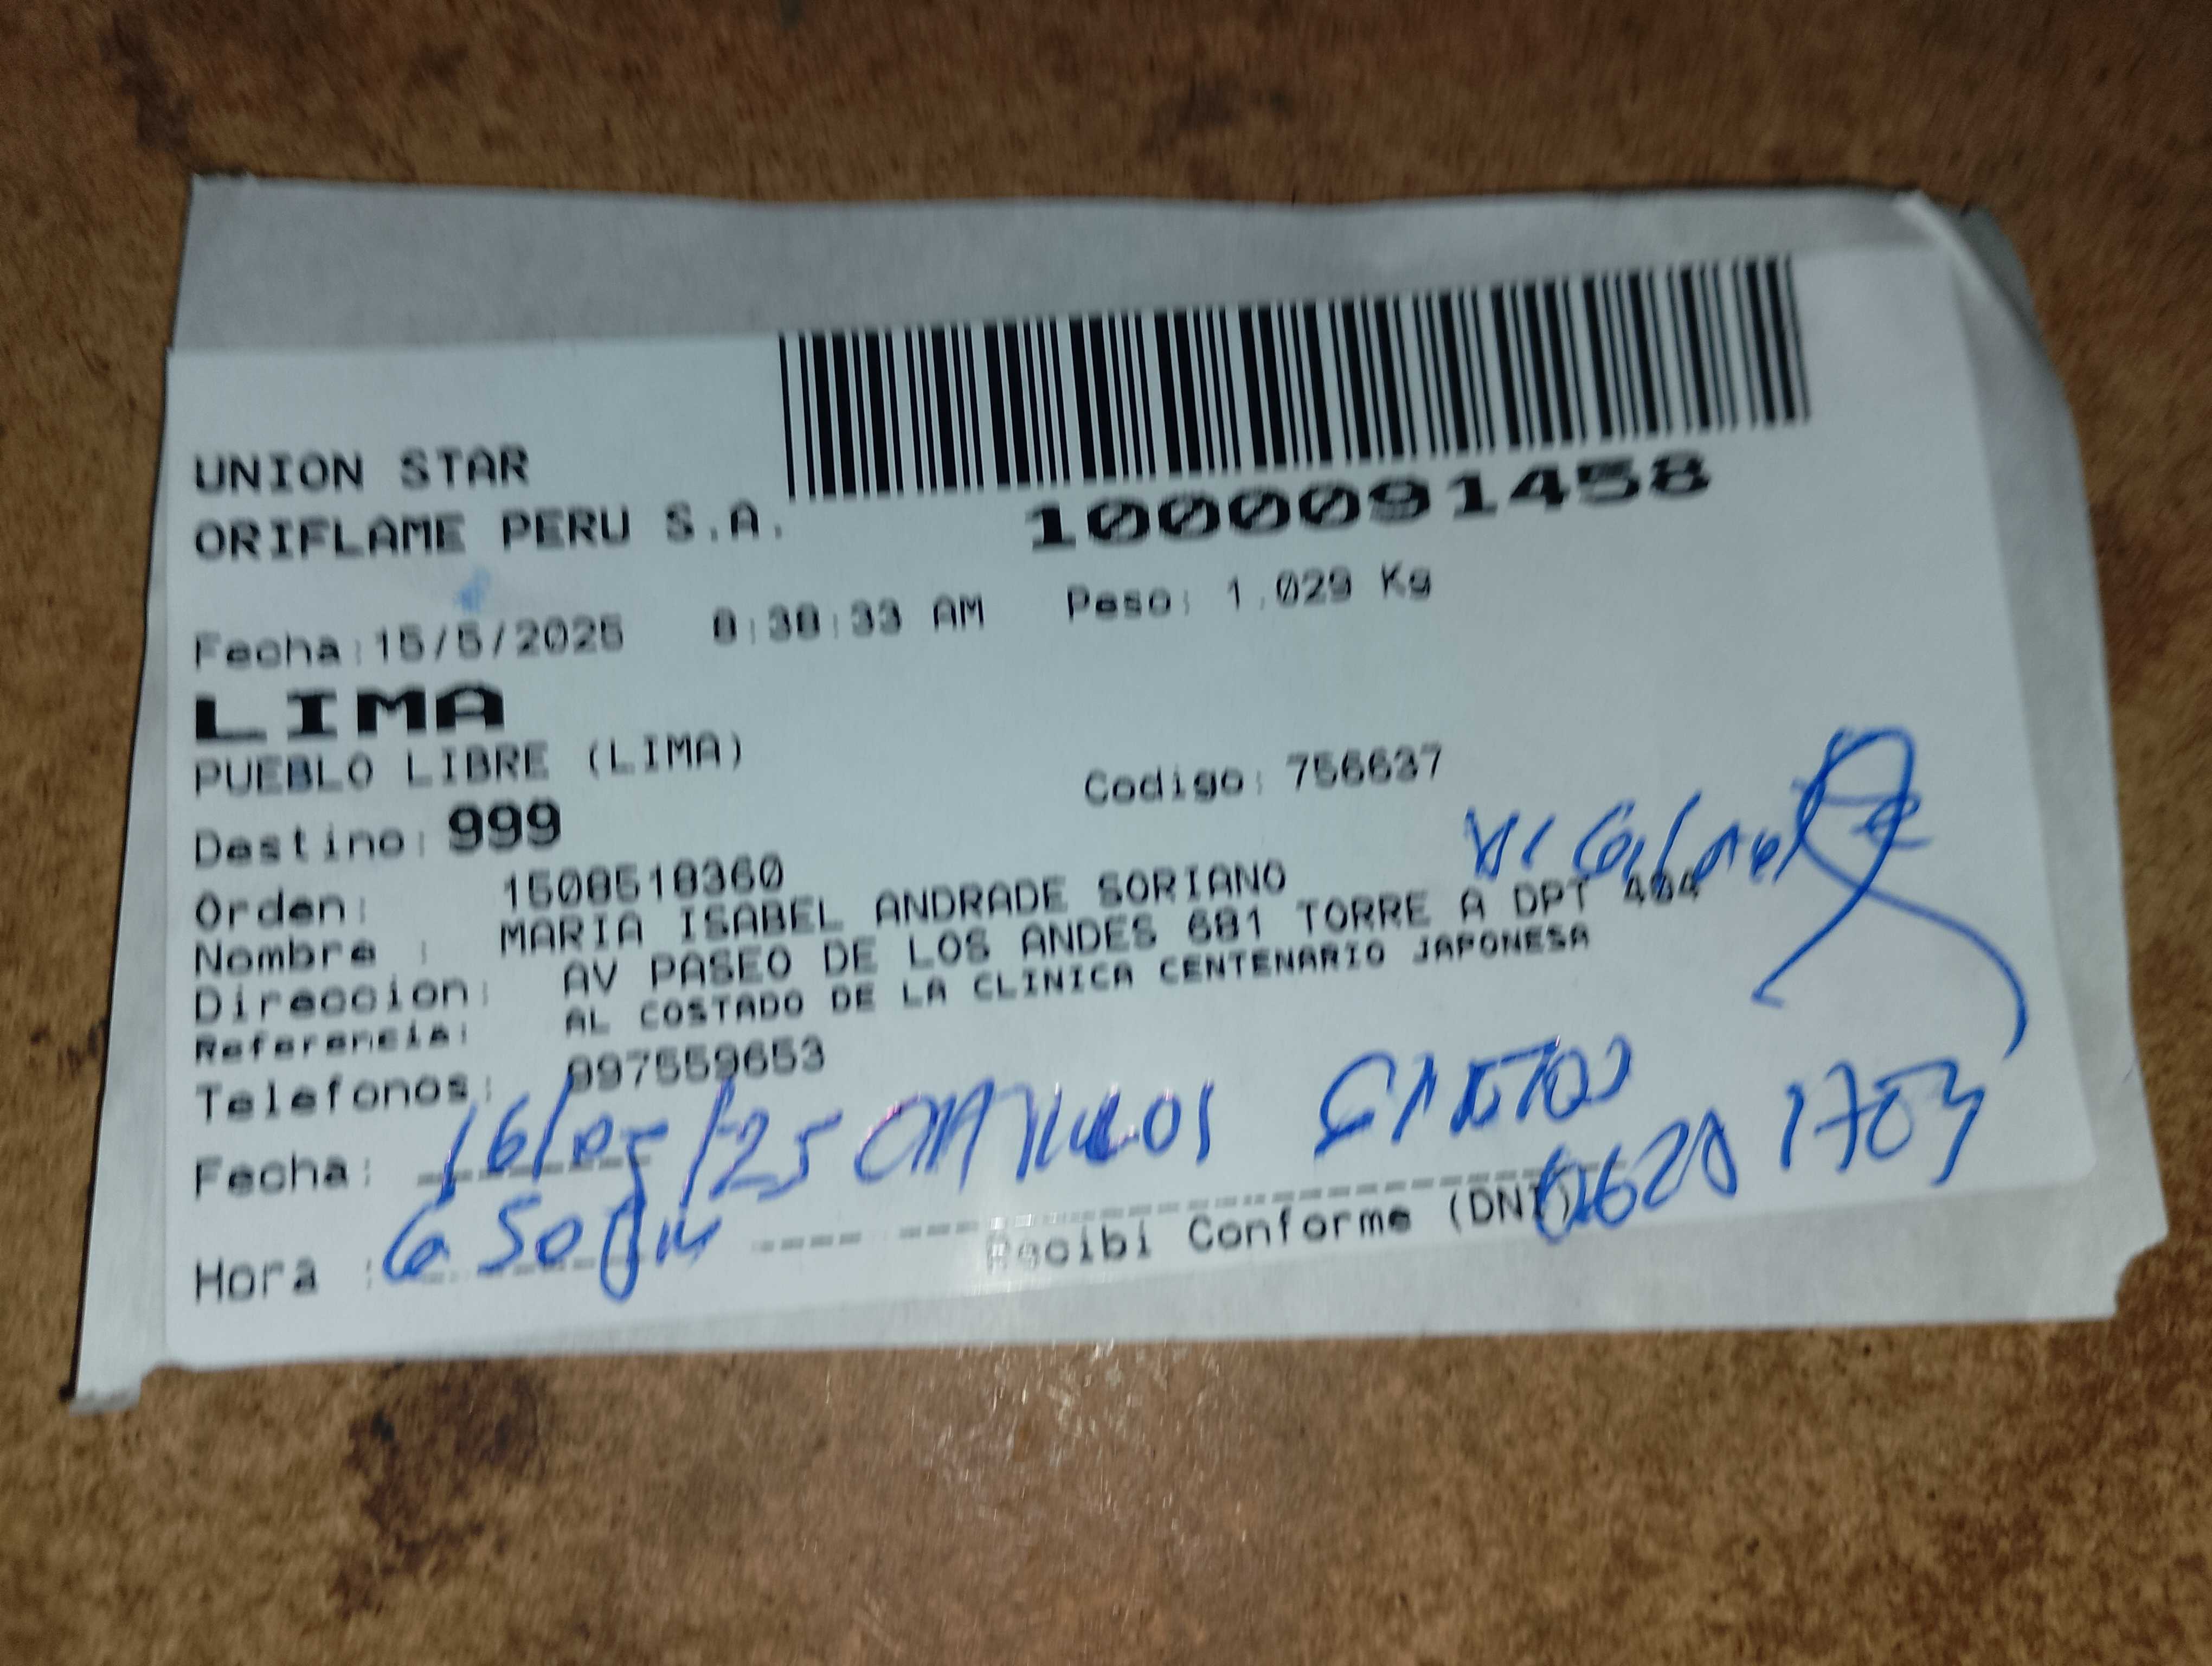 UNION STAR
ORIFLAME PERU S.A.
1000091458
Fecha:15/5/2025 8:38:33 AM Peso: 1.029 Kg
LIMA
PUEBLO LIBRE (LIMA)
Codigo: 756637
Destino: 999
Orden: 1508518360
Nombre : MARIA ISABEL ANDRADE SORIANO
Direccion: AV PASEO DE LOS ANDES 681 TORRE A DPT 404
Referencia: AL COSTADO DE LA CLINICA CENTENARIO JAPONESA
Telefonos: 997559653
Fecha: 16/05/25
Hora : 6 50 pm
Recibi Conforme (DNI)